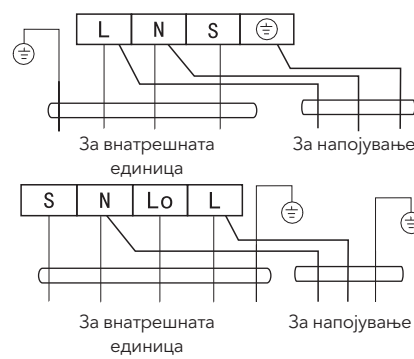 L N S
За внатрешната
единица
За напојување
S N Lo L
За внатрешната
единица
За напојување